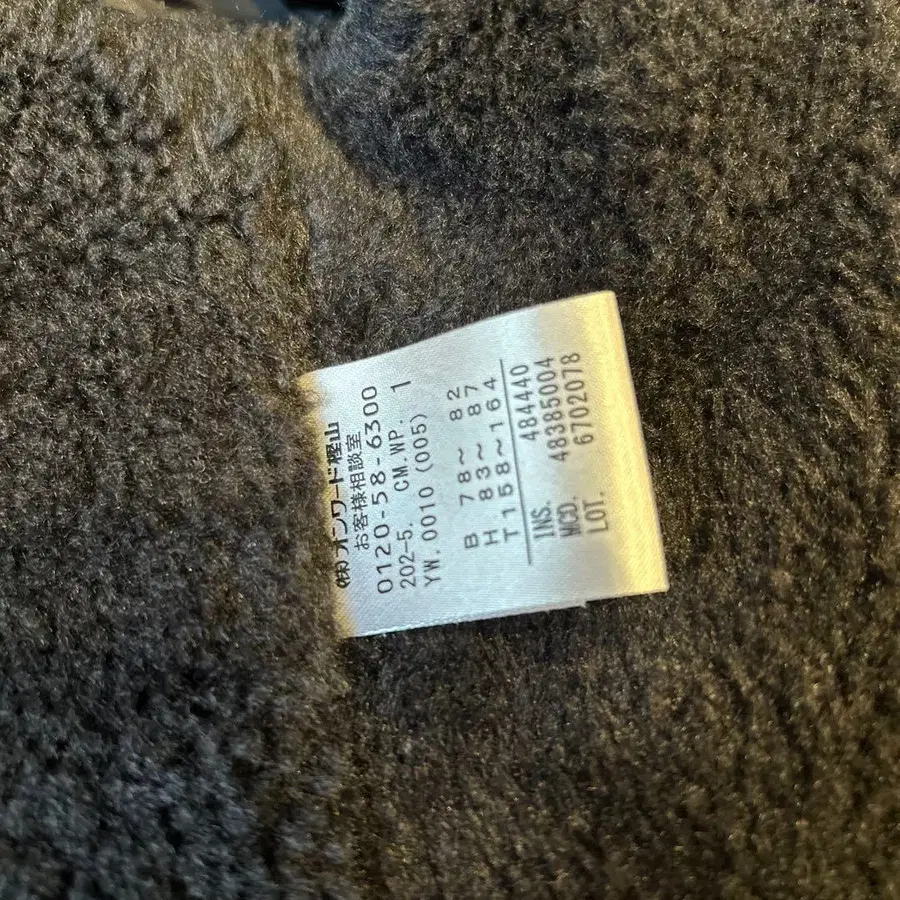 (株)オンワード樫山
お客様相談室
0120-58-6300
202-5. CM.WP. 1
YW.0010(005)
B 78~ 82
H 83~ 87
T158~164
INS. 484440
MCD. 48385004
LOT. 6702078